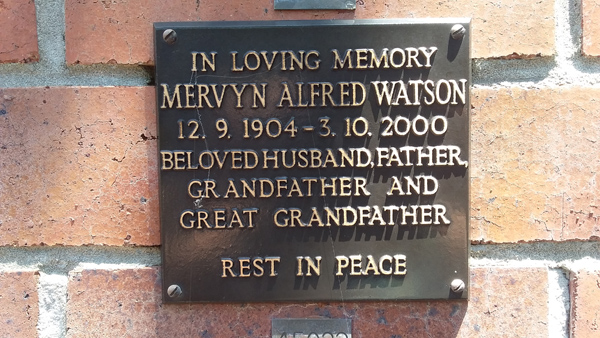 IN LOVING MEMORY
MERVYN ALFRED WATSON
12. 9. 1904 - 3. 10. 2000
BELOVED HUSBAND, FATHER,
GRANDFATHER AND
GREAT GRANDFATHER
REST IN PEACE